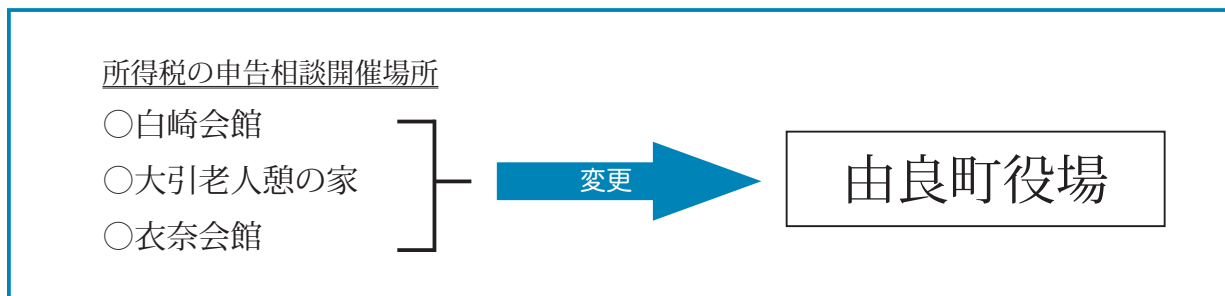 所得税の申告相談開催場所
○白崎会館
○大引老人憩の家
○衣奈会館
変更
由良町役場